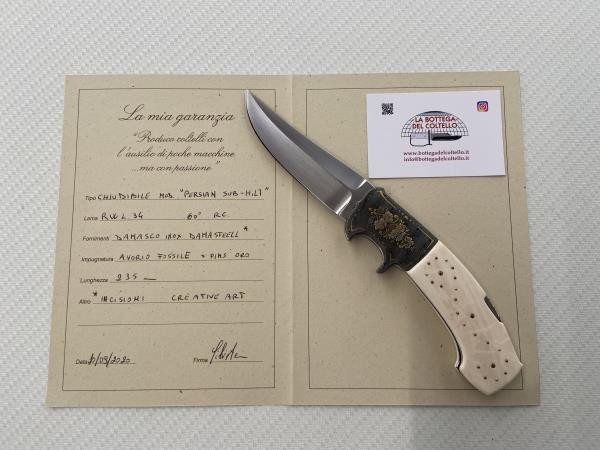 La mia garanzia
"Produco coltelli con
l'ausilio di poche macchine
...ma con passione"
Tipo CHIUDIBILE MOD. "PERSIAN SUB-HILT"
Lama RWL 34 60° R.C.
Fornimenti DAMASCO INOX DAMASTEEL *
Impugnatura AVORIO FOSSILE + PINS ORO
Lunghezza 235
Altro * INCISIONI CREATIVE ART
Data /09/2020 Firma
LA BOTTEGA
DEL COLTELLO
www.bottegadelcoltello.it
info@bottegadelcoltello.it